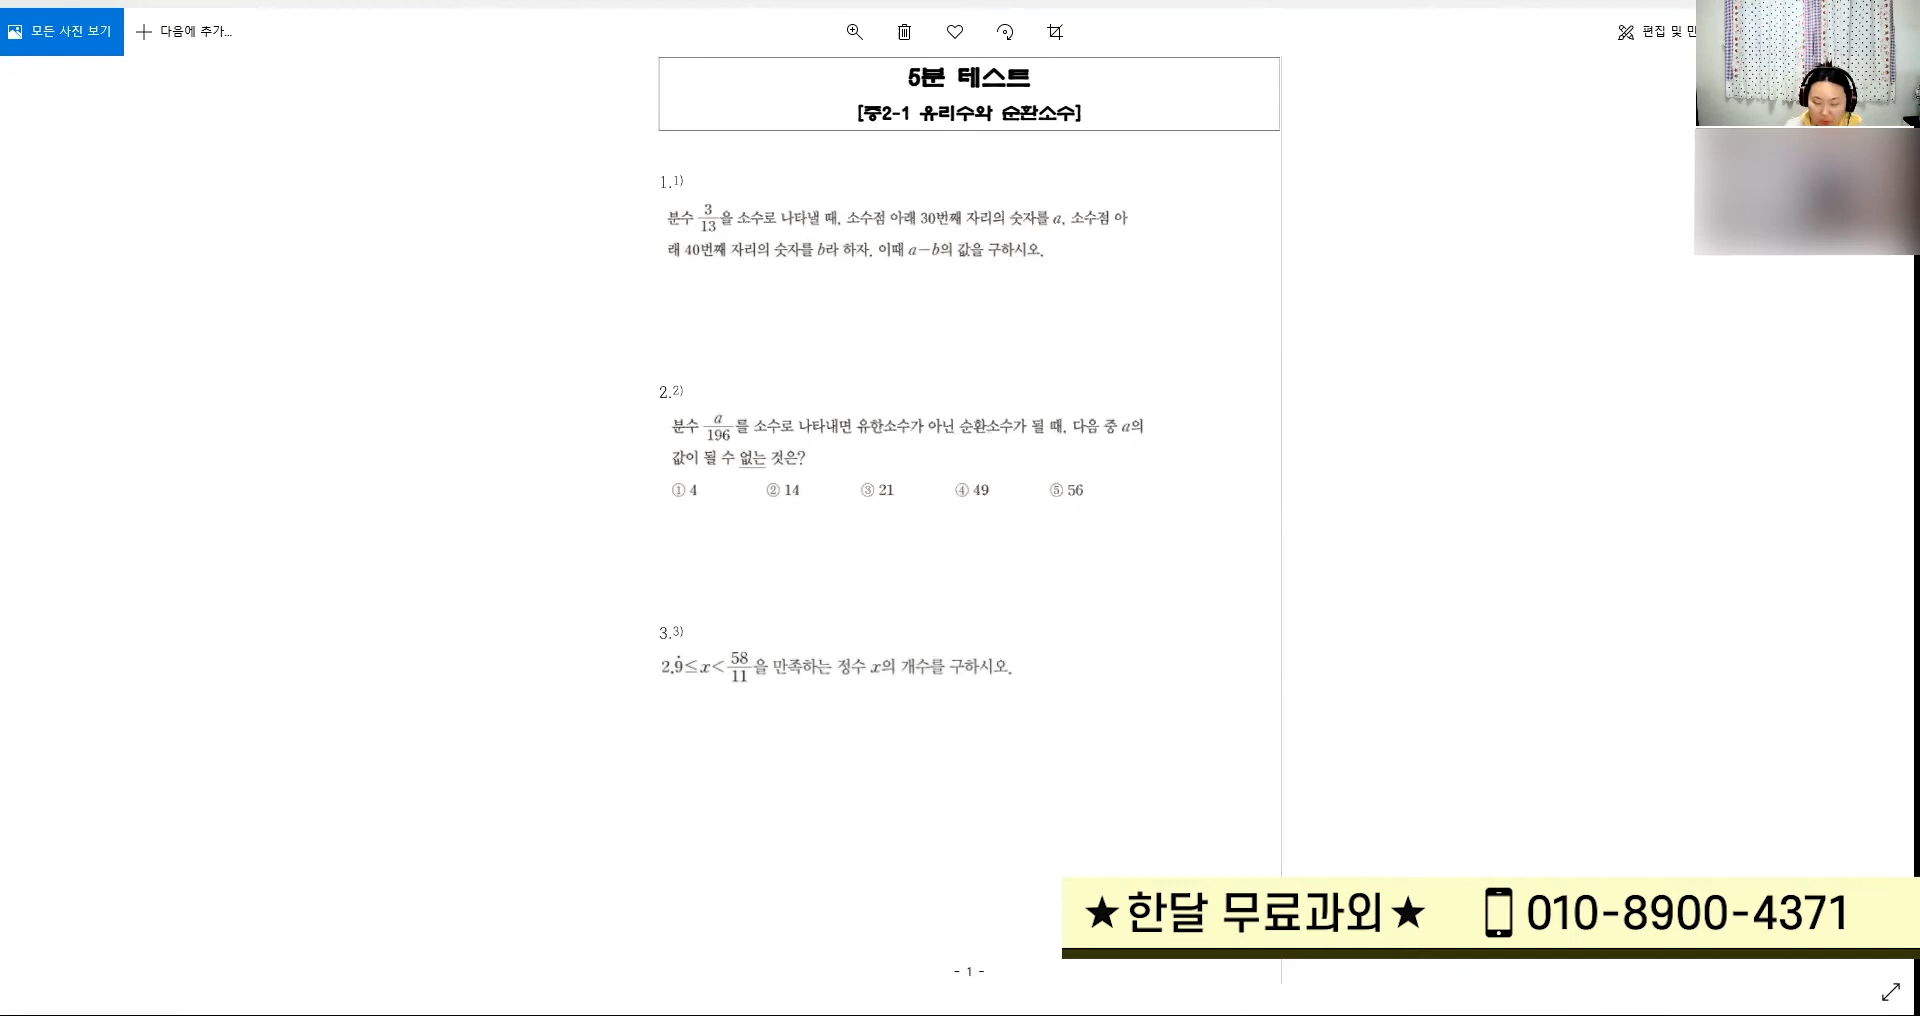 모든 사진 보기
다음에 추가...
편집 및 만
5분 테스트
[중2-1 유리수와 순환소수]
1.1)
분수 3/13을 소수로 나타낼 때, 소수점 아래 30번째 자리의 숫자를 a, 소수점 아
래 40번째 자리의 숫자를 b라 하자. 이때 a-b의 값을 구하시오.
2.2)
분수 a/196를 소수로 나타내면 유한소수가 아닌 순환소수가 될 때, 다음 중 a의
값이 될 수 없는 것은?
① 4 ② 14 ③ 21 ④ 49 ⑤ 56
3.3)
2.9̇≤x<58/11을 만족하는 정수 x의 개수를 구하시오.
★한달 무료과외★ 010-8900-4371
- 1 -